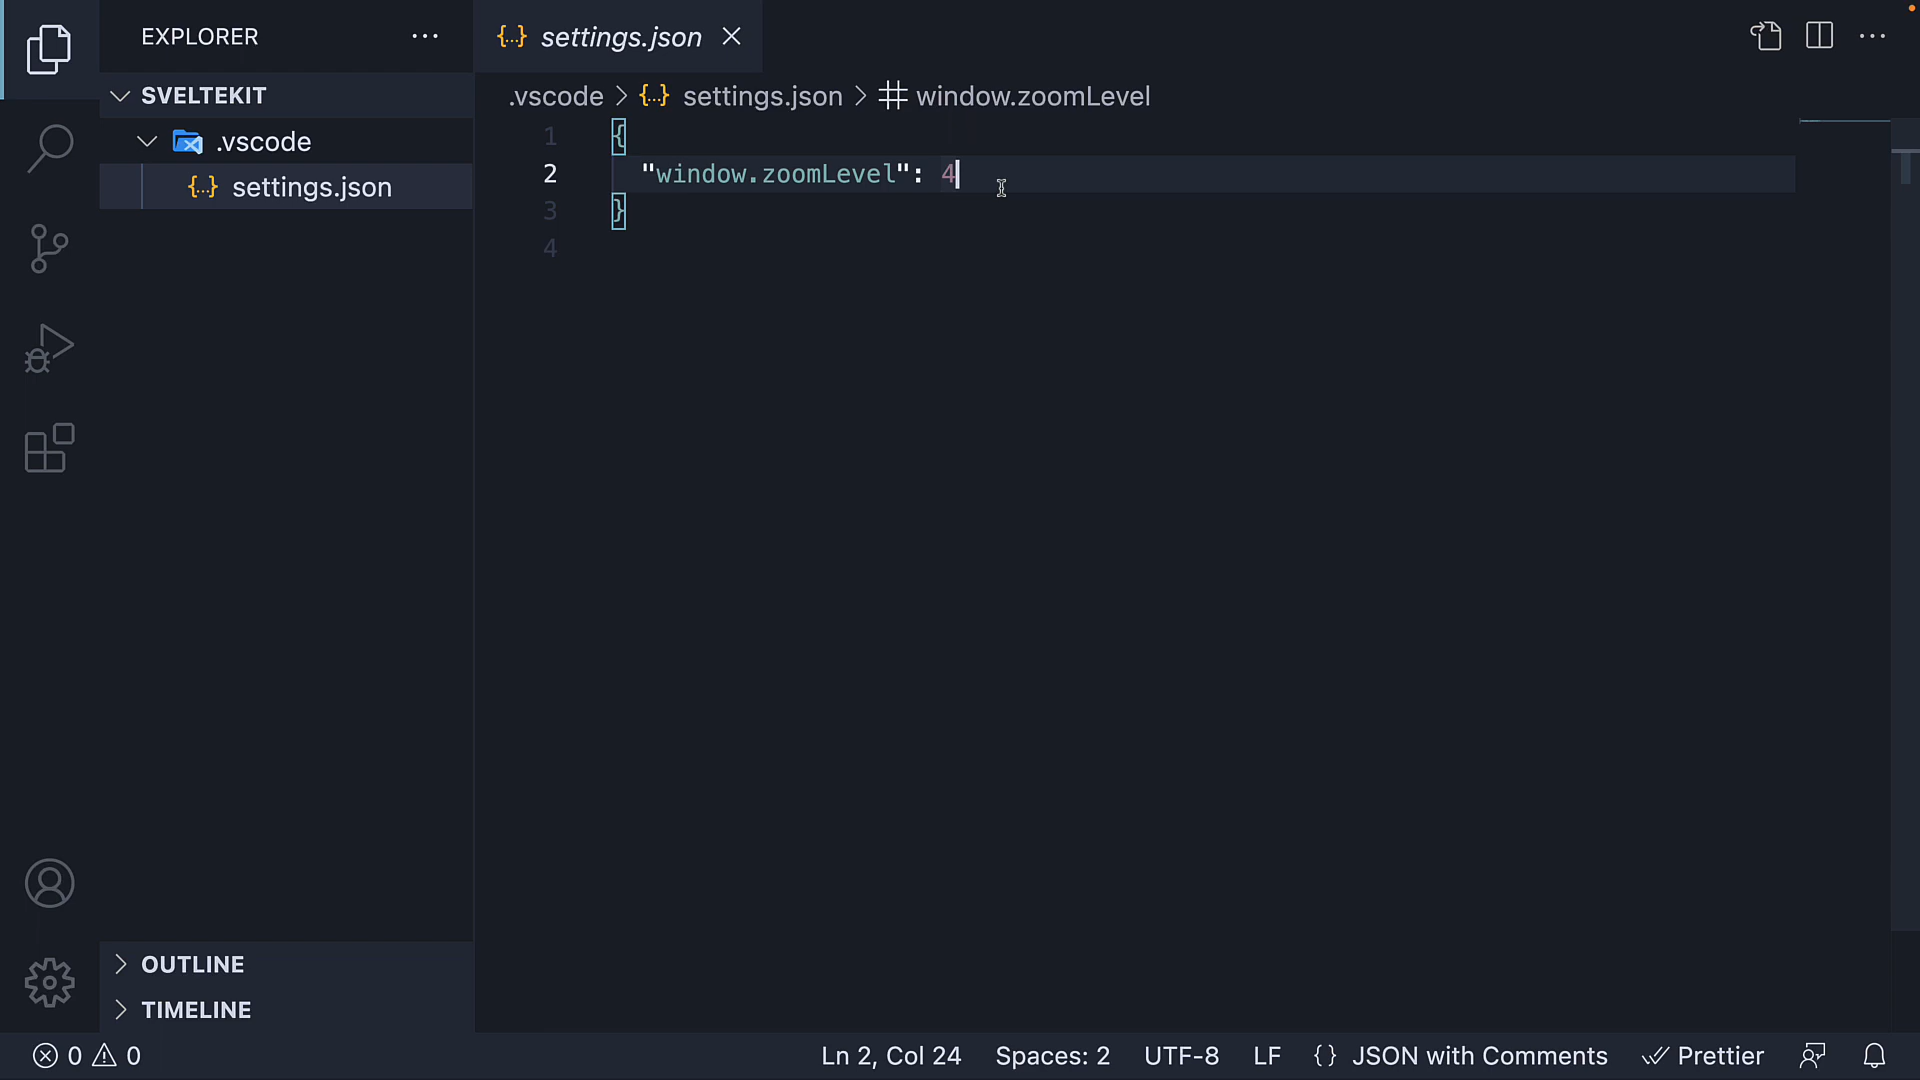 EXPLORER
SVELTEKIT
.vscode
{..} settings.json
OUTLINE
TIMELINE
{..} settings.json
.vscode > {..} settings.json > window.zoomLevel
1 {
2 "window.zoomLevel": 4
3 }
4
0 0
Ln 2, Col 24 Spaces: 2 UTF-8 LF {} JSON with Comments Prettier